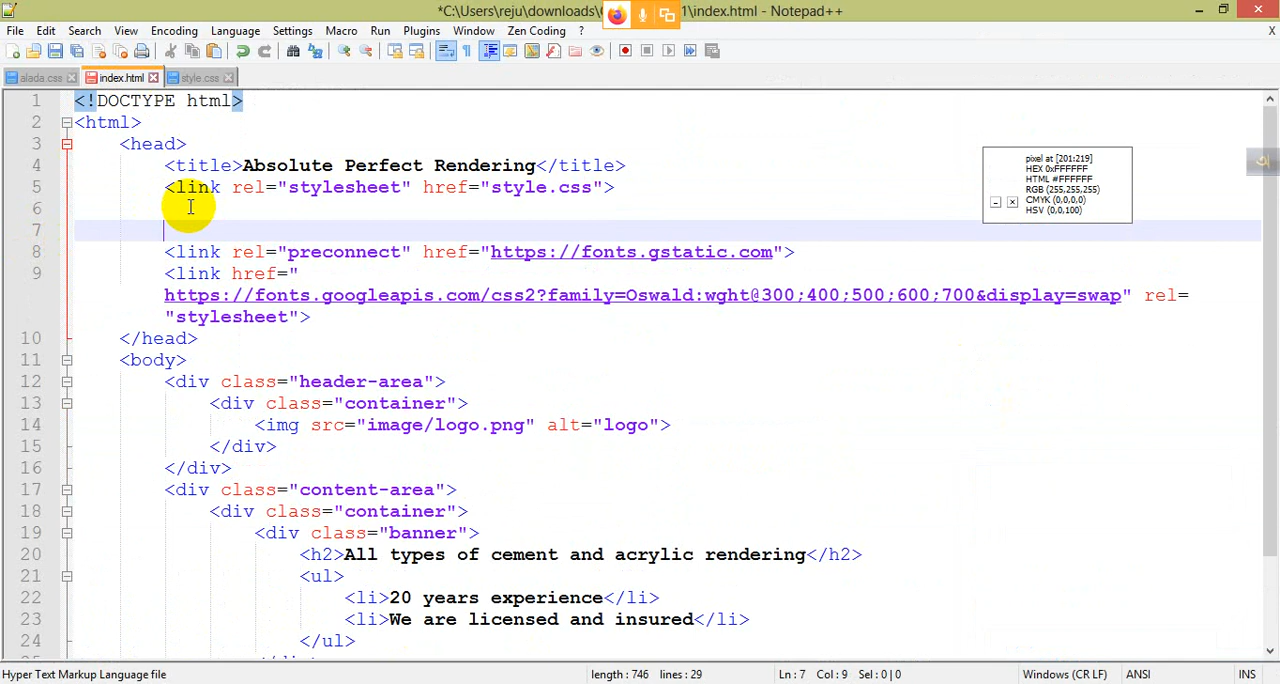 *C:\Users\reju\downloads\ 1\index.html - Notepad++
File Edit Search View Encoding Language Settings Macro Run Plugins Window Zen Coding ? X
alada.css index.html style.css
1 <!DOCTYPE html>
2 <html>
3 <head>
4 <title>Absolute Perfect Rendering</title>
5 <link rel="stylesheet" href="style.css">
6
7
8 <link rel="preconnect" href="https://fonts.gstatic.com">
9 <link href="
https://fonts.googleapis.com/css2?family=Oswald:wght@300;400;500;600;700&display=swap" rel=
"stylesheet">
10 </head>
11 <body>
12 <div class="header-area">
13 <div class="container">
14 <img src="image/logo.png" alt="logo">
15 </div>
16 </div>
17 <div class="content-area">
18 <div class="container">
19 <div class="banner">
20 <h2>All types of cement and acrylic rendering</h2>
21 <ul>
22 <li>20 years experience</li>
23 <li>We are licensed and insured</li>
24 </ul>
pixel at [201:219]
HEX 0xFFFFFF
HTML #FFFFFF
RGB (255,255,255)
CMYK (0,0,0,0)
HSV (0,0,100)
Hyper Text Markup Language file length : 746 lines : 29 Ln : 7 Col : 9 Sel : 0 | 0 Windows (CR LF) ANSI INS